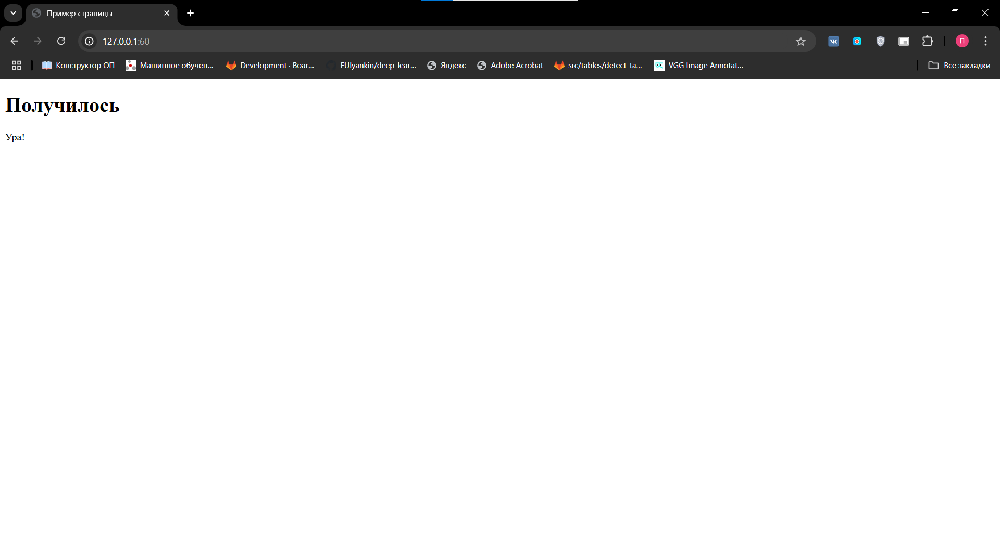 Пример страницы
127.0.0.1:60
П
Конструктор ОП
Машинное обучен...
Development · Boar...
FUlyankin/deep_lear...
Яндекс
Adobe Acrobat
src/tables/detect_ta...
VGG Image Annotat...
Все закладки
Получилось
Ура!